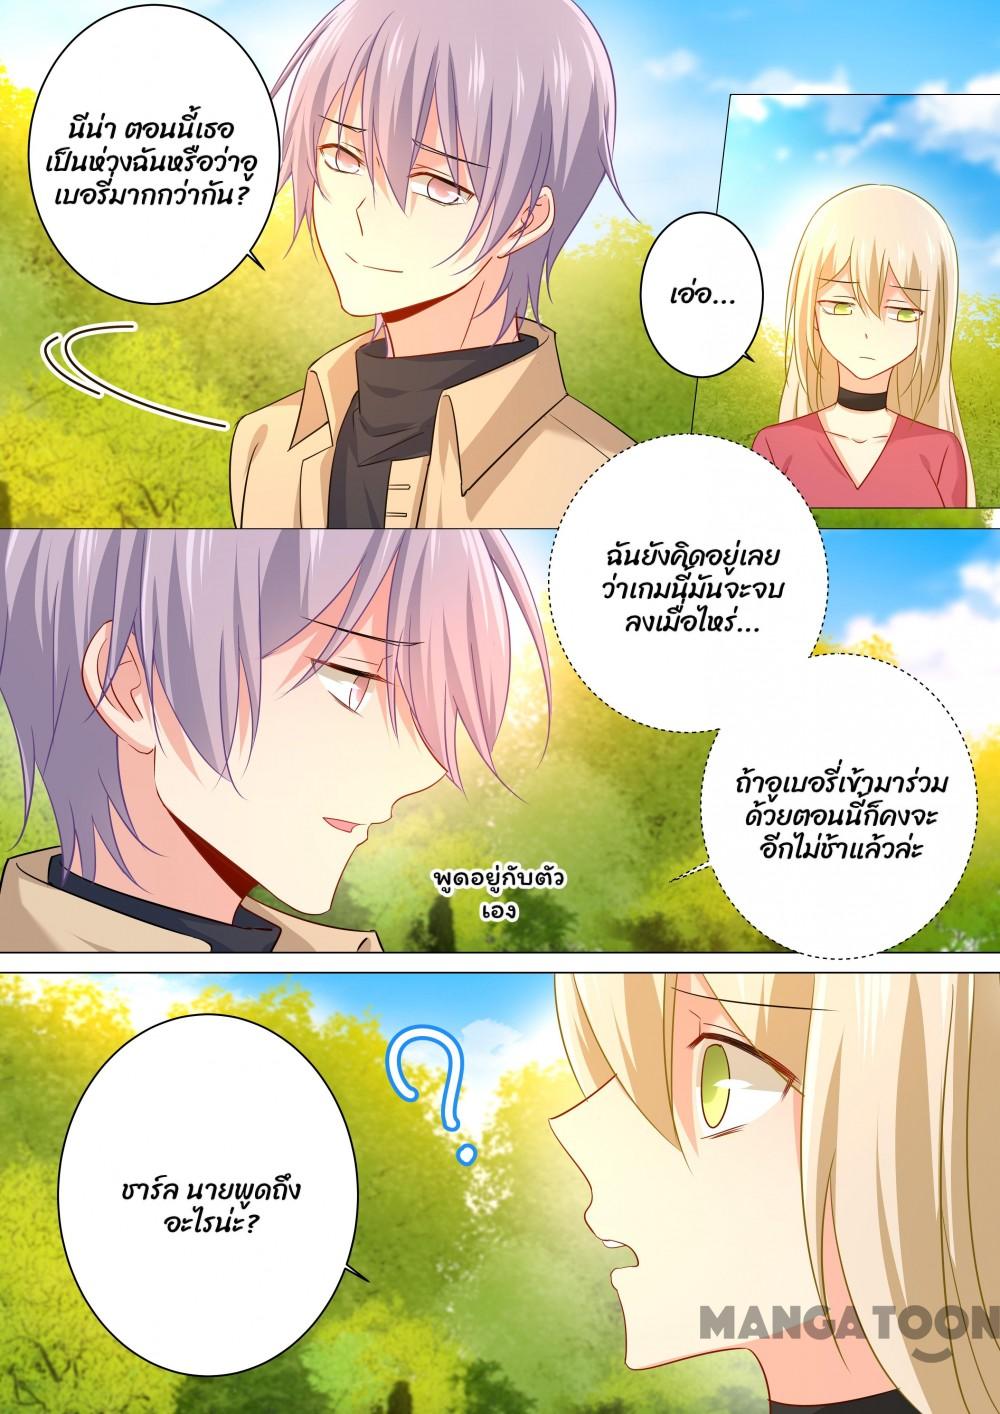 นีน่า ตอนนี้เธอ
เป็นห่วงฉันหรือว่าอู
เบอรี่มากกว่ากัน?
เอ่อ...
ฉันยังคิดอยู่เลย
ว่าเกมนี้มันจะจบ
ลงเมื่อไหร่...
ถ้าอูเบอรี่เข้ามาร่วม
ด้วยตอนนี้ก็คงจะ
อีกไม่ช้าแล้วล่ะ
พูดอยู่กับตัว
เอง
?
ชาร์ล นายพูดถึง
อะไรน่ะ?
MANGATOON